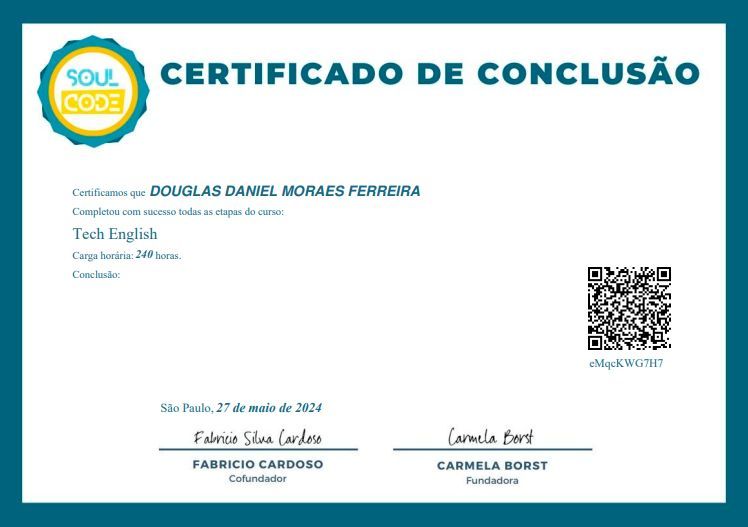 SOUL
CODE
CERTIFICADO DE CONCLUSÃO
Certificamos que DOUGLAS DANIEL MORAES FERREIRA
Completou com sucesso todas as etapas do curso:
Tech English
Carga horária: 240 horas.
Conclusão:
eMqcKWG7H7
São Paulo, 27 de maio de 2024
Fabricio Silva Cardoso
Carmela Borst
FABRICIO CARDOSO
CARMELA BORST
Cofundador
Fundadora